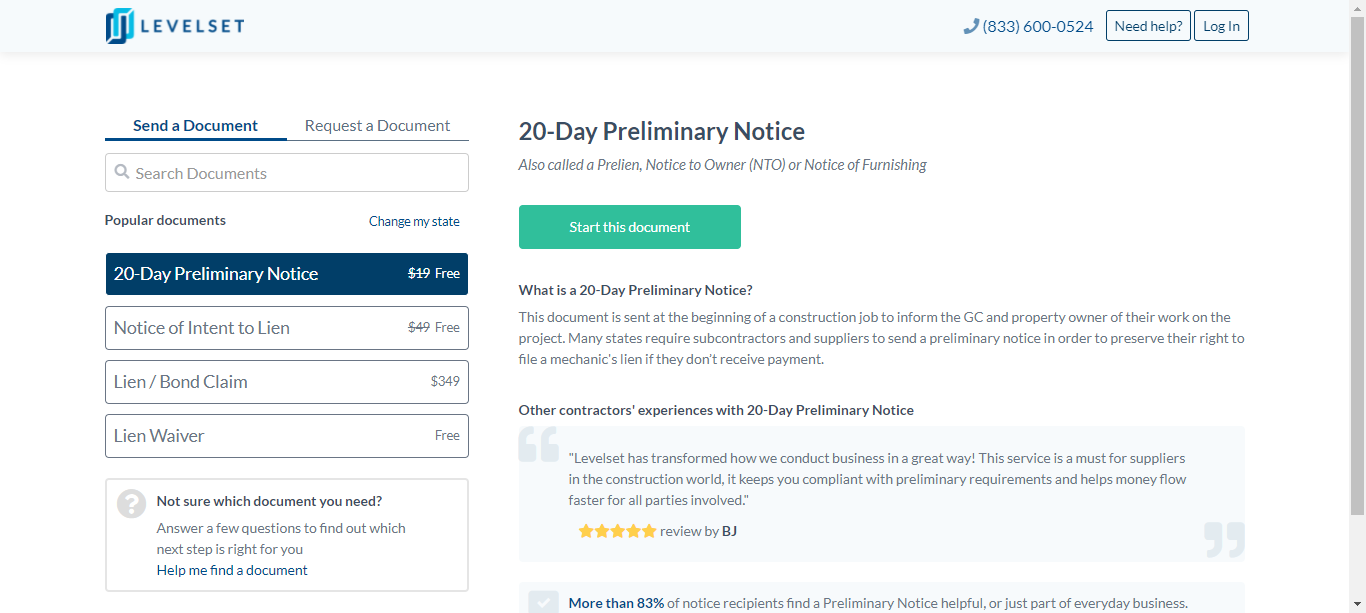 LEVELSET
(833) 600-0524
Need help?
Log In
Send a Document
Request a Document
Search Documents
Popular documents
Change my state
20-Day Preliminary Notice
$19 Free
Notice of Intent to Lien
$49 Free
Lien / Bond Claim
$349
Lien Waiver
Free
Not sure which document you need?
Answer a few questions to find out which
next step is right for you
Help me find a document
20-Day Preliminary Notice
Also called a Prelien, Notice to Owner (NTO) or Notice of Furnishing
Start this document
What is a 20-Day Preliminary Notice?
This document is sent at the beginning of a construction job to inform the GC and property owner of their work on the
project. Many states require subcontractors and suppliers to send a preliminary notice in order to preserve their right to
file a mechanic's lien if they don't receive payment.
Other contractors' experiences with 20-Day Preliminary Notice
"Levelset has transformed how we conduct business in a great way! This service is a must for suppliers
in the construction world, it keeps you compliant with preliminary requirements and helps money flow
faster for all parties involved."
review by BJ
More than 83% of notice recipients find a Preliminary Notice helpful, or just part of everyday business.